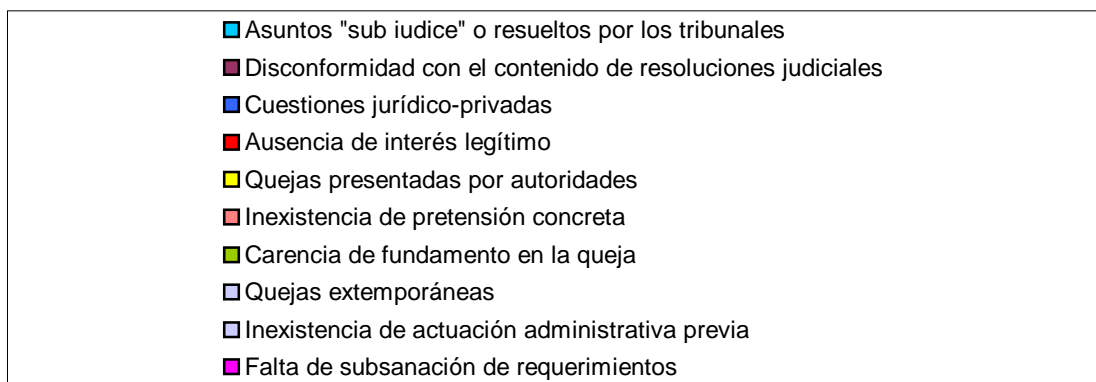 Asuntos "sub iudice" o resueltos por los tribunales
Disconformidad con el contenido de resoluciones judiciales
Cuestiones jurídico-privadas
Ausencia de interés legítimo
Quejas presentadas por autoridades
Inexistencia de pretensión concreta
Carencia de fundamento en la queja
Quejas extemporáneas
Inexistencia de actuación administrativa previa
Falta de subsanación de requerimientos